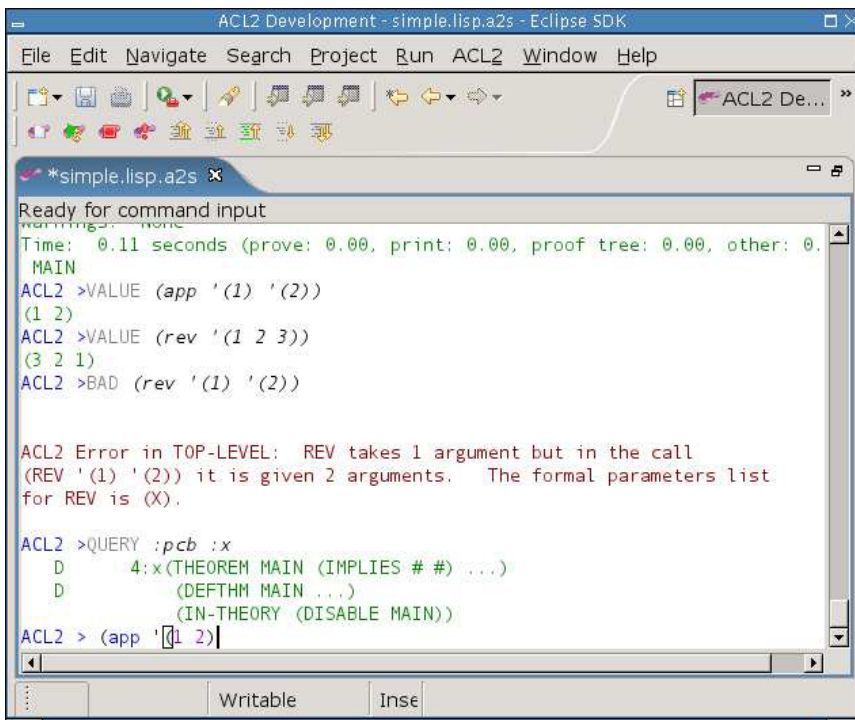 ACL2 Development - simple.lisp.a2s - Eclipse SDK
File Edit Navigate Search Project Run ACL2 Window Help
ACL2 De... »
*simple.lisp.a2s
Ready for command input
Warnings: None
Time: 0.11 seconds (prove: 0.00, print: 0.00, proof tree: 0.00, other: 0.
MAIN
ACL2 >VALUE (app '(1) '(2))
(1 2)
ACL2 >VALUE (rev '(1 2 3))
(3 2 1)
ACL2 >BAD (rev '(1) '(2))
ACL2 Error in TOP-LEVEL: REV takes 1 argument but in the call
(REV '(1) '(2)) it is given 2 arguments. The formal parameters list
for REV is (X).
ACL2 >QUERY :pcb :x
D 4:x(THEOREM MAIN (IMPLIES # #) ...)
D (DEFTHM MAIN ...)
(IN-THEORY (DISABLE MAIN))
ACL2 > (app '(1 2)
Writable Inse